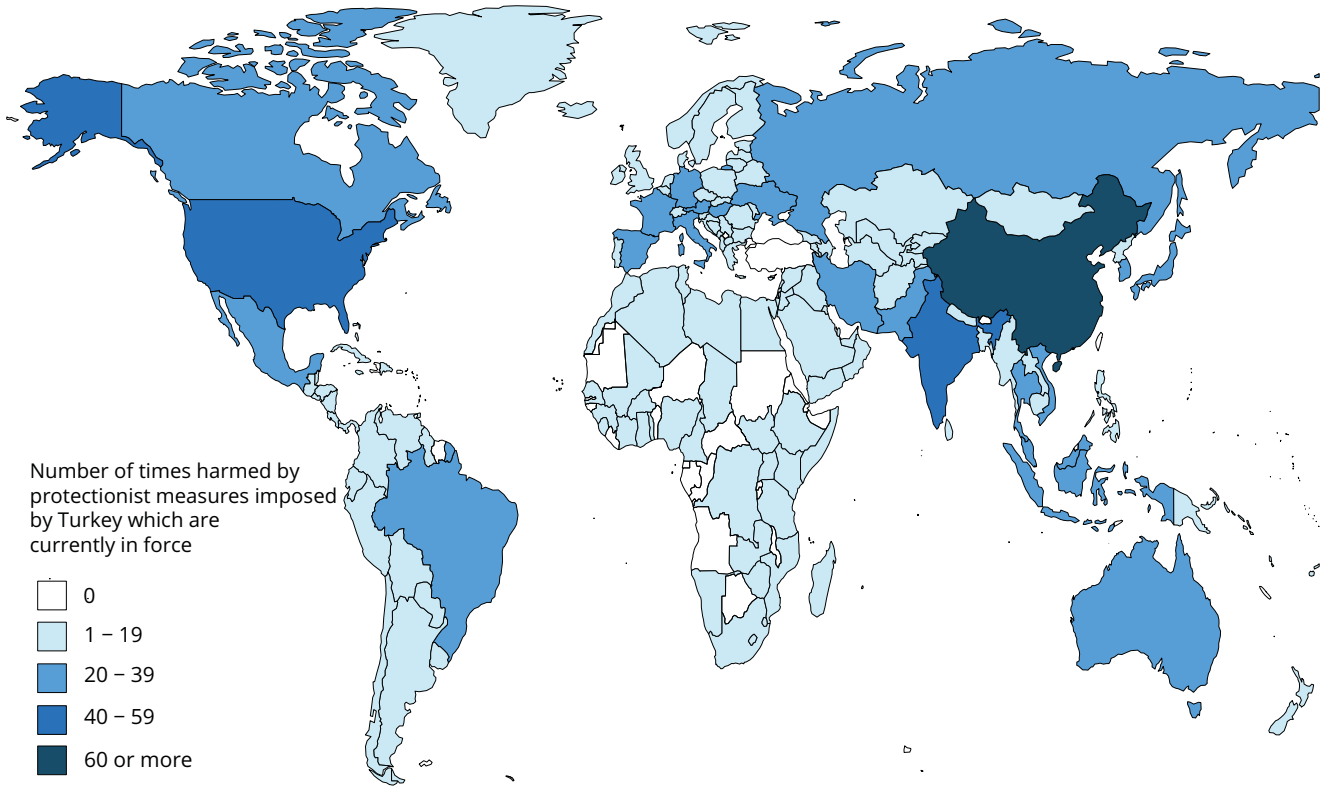 Number of times harmed by
protectionist measures imposed
by Turkey which are
currently in force
0
1 – 19
20 – 39
40 – 59
60 or more